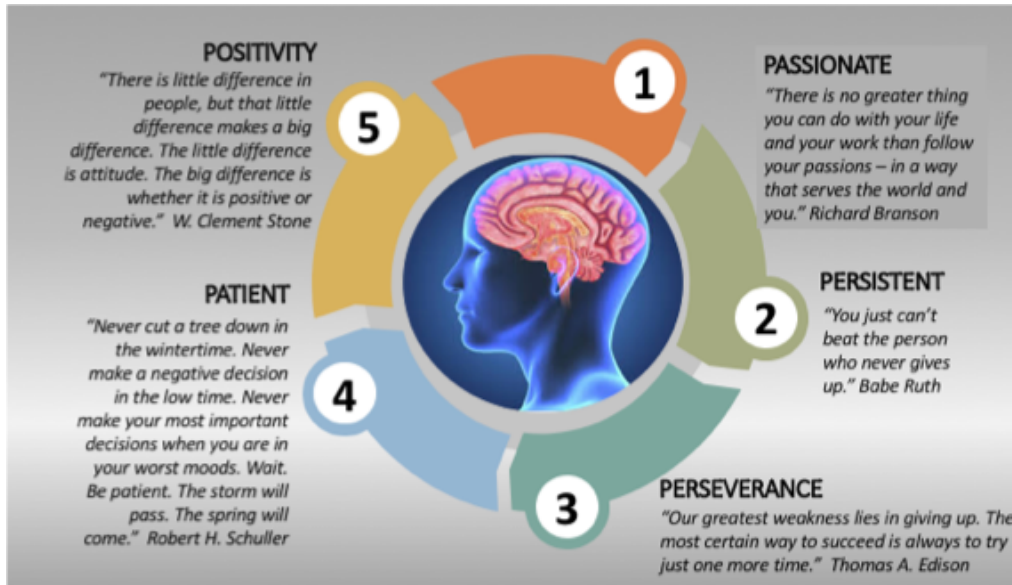 1
PASSIONATE
“There is no greater thing
you can do with your life
and your work than follow
your passions – in a way
that serves the world and
you.” Richard Branson
2
PERSISTENT
“You just can’t
beat the person
who never gives
up.” Babe Ruth
3
PERSEVERANCE
“Our greatest weakness lies in giving up. The
most certain way to succeed is always to try
just one more time.” Thomas A. Edison
4
PATIENT
“Never cut a tree down in
the wintertime. Never
make a negative decision
in the low time. Never
make your most important
decisions when you are in
your worst moods. Wait.
Be patient. The storm will
pass. The spring will
come.” Robert H. Schuller
5
POSITIVITY
“There is little difference in
people, but that little
difference makes a big
difference. The little difference
is attitude. The big difference is
whether it is positive or
negative.” W. Clement Stone